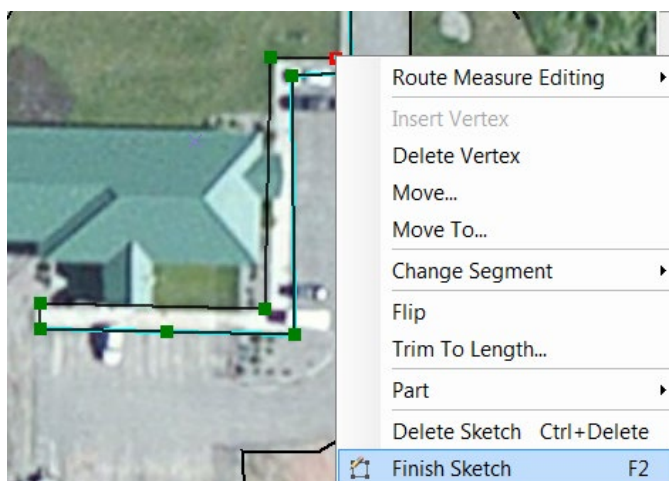 Route Measure Editing
Insert Vertex
Delete Vertex
Move...
Move To...
Change Segment
Flip
Trim To Length...
Part
Delete Sketch Ctrl+Delete
Finish Sketch F2